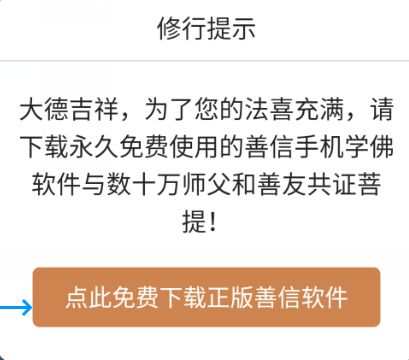 修行提示
大德吉祥，为了您的法喜充满，请
下载永久免费使用的善信手机学佛
软件与数十万师父和善友共证菩
提！
点此免费下载正版善信软件